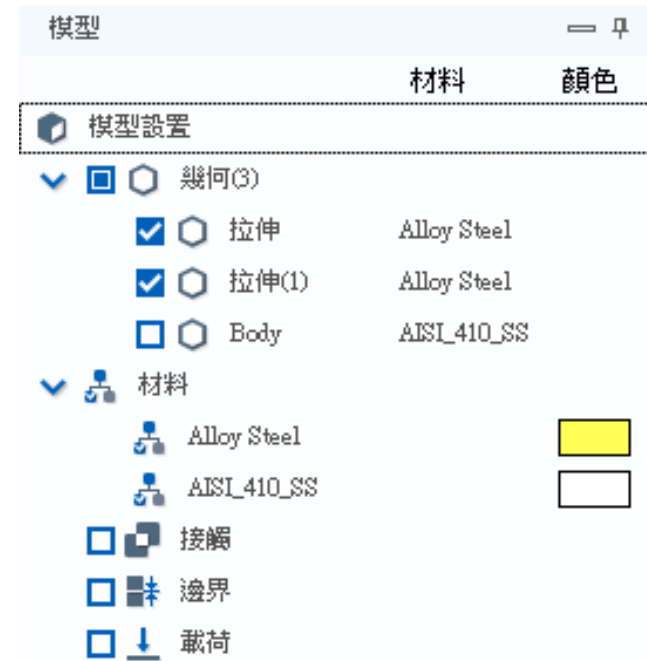 模型
材料 顏色
模型設置
幾何(3)
拉伸 Alloy Steel
拉伸(1) Alloy Steel
Body AISI_410_SS
材料
Alloy Steel
AISI_410_SS
接觸
邊界
載荷